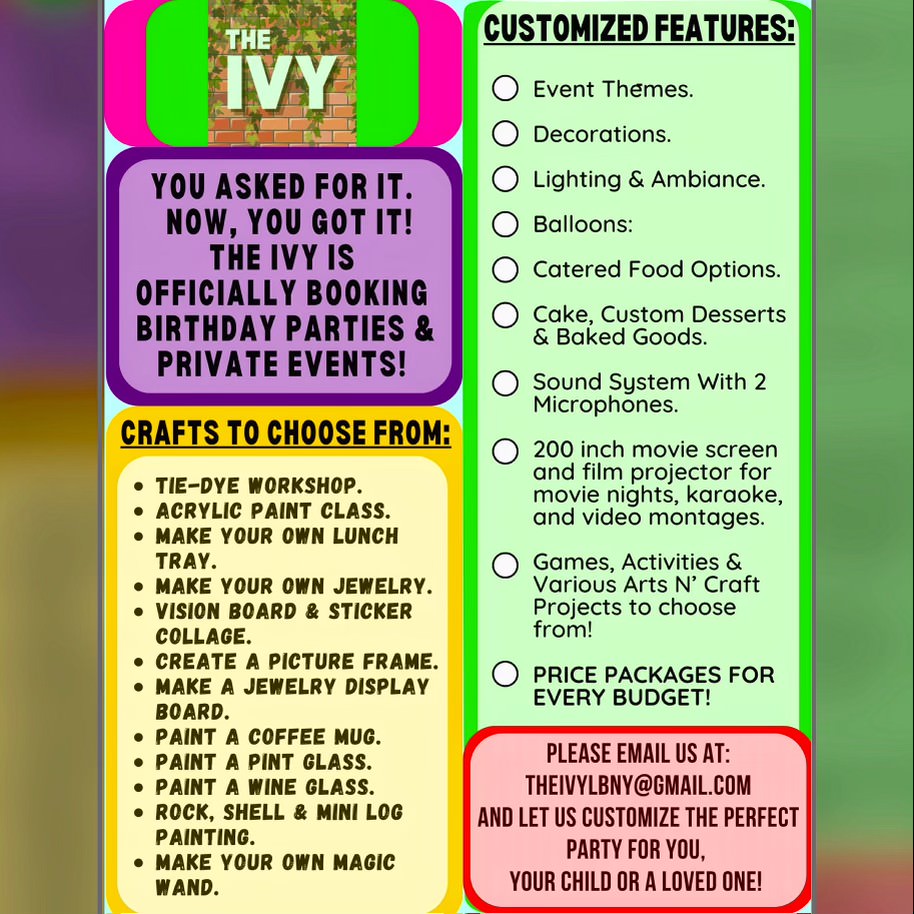 THE
IVY
YOU ASKED FOR IT.
NOW, YOU GOT IT!
THE IVY IS
OFFICIALLY BOOKING
BIRTHDAY PARTIES &
PRIVATE EVENTS!
CRAFTS TO CHOOSE FROM:
• TIE-DYE WORKSHOP.
• ACRYLIC PAINT CLASS.
• MAKE YOUR OWN LUNCH
TRAY.
• MAKE YOUR OWN JEWELRY.
• VISION BOARD & STICKER
COLLAGE.
• CREATE A PICTURE FRAME.
• MAKE A JEWELRY DISPLAY
BOARD.
• PAINT A COFFEE MUG.
• PAINT A PINT GLASS.
• PAINT A WINE GLASS.
• ROCK, SHELL & MINI LOG
PAINTING.
• MAKE YOUR OWN MAGIC
WAND.
CUSTOMIZED FEATURES:
Event Themes.
Decorations.
Lighting & Ambiance.
Balloons:
Catered Food Options.
Cake, Custom Desserts
& Baked Goods.
Sound System With 2
Microphones.
200 inch movie screen
and film projector for
movie nights, karaoke,
and video montages.
Games, Activities &
Various Arts N’ Craft
Projects to choose
from!
PRICE PACKAGES FOR
EVERY BUDGET!
PLEASE EMAIL US AT:
THEIVYLBNY@GMAIL.COM
AND LET US CUSTOMIZE THE PERFECT
PARTY FOR YOU,
YOUR CHILD OR A LOVED ONE!